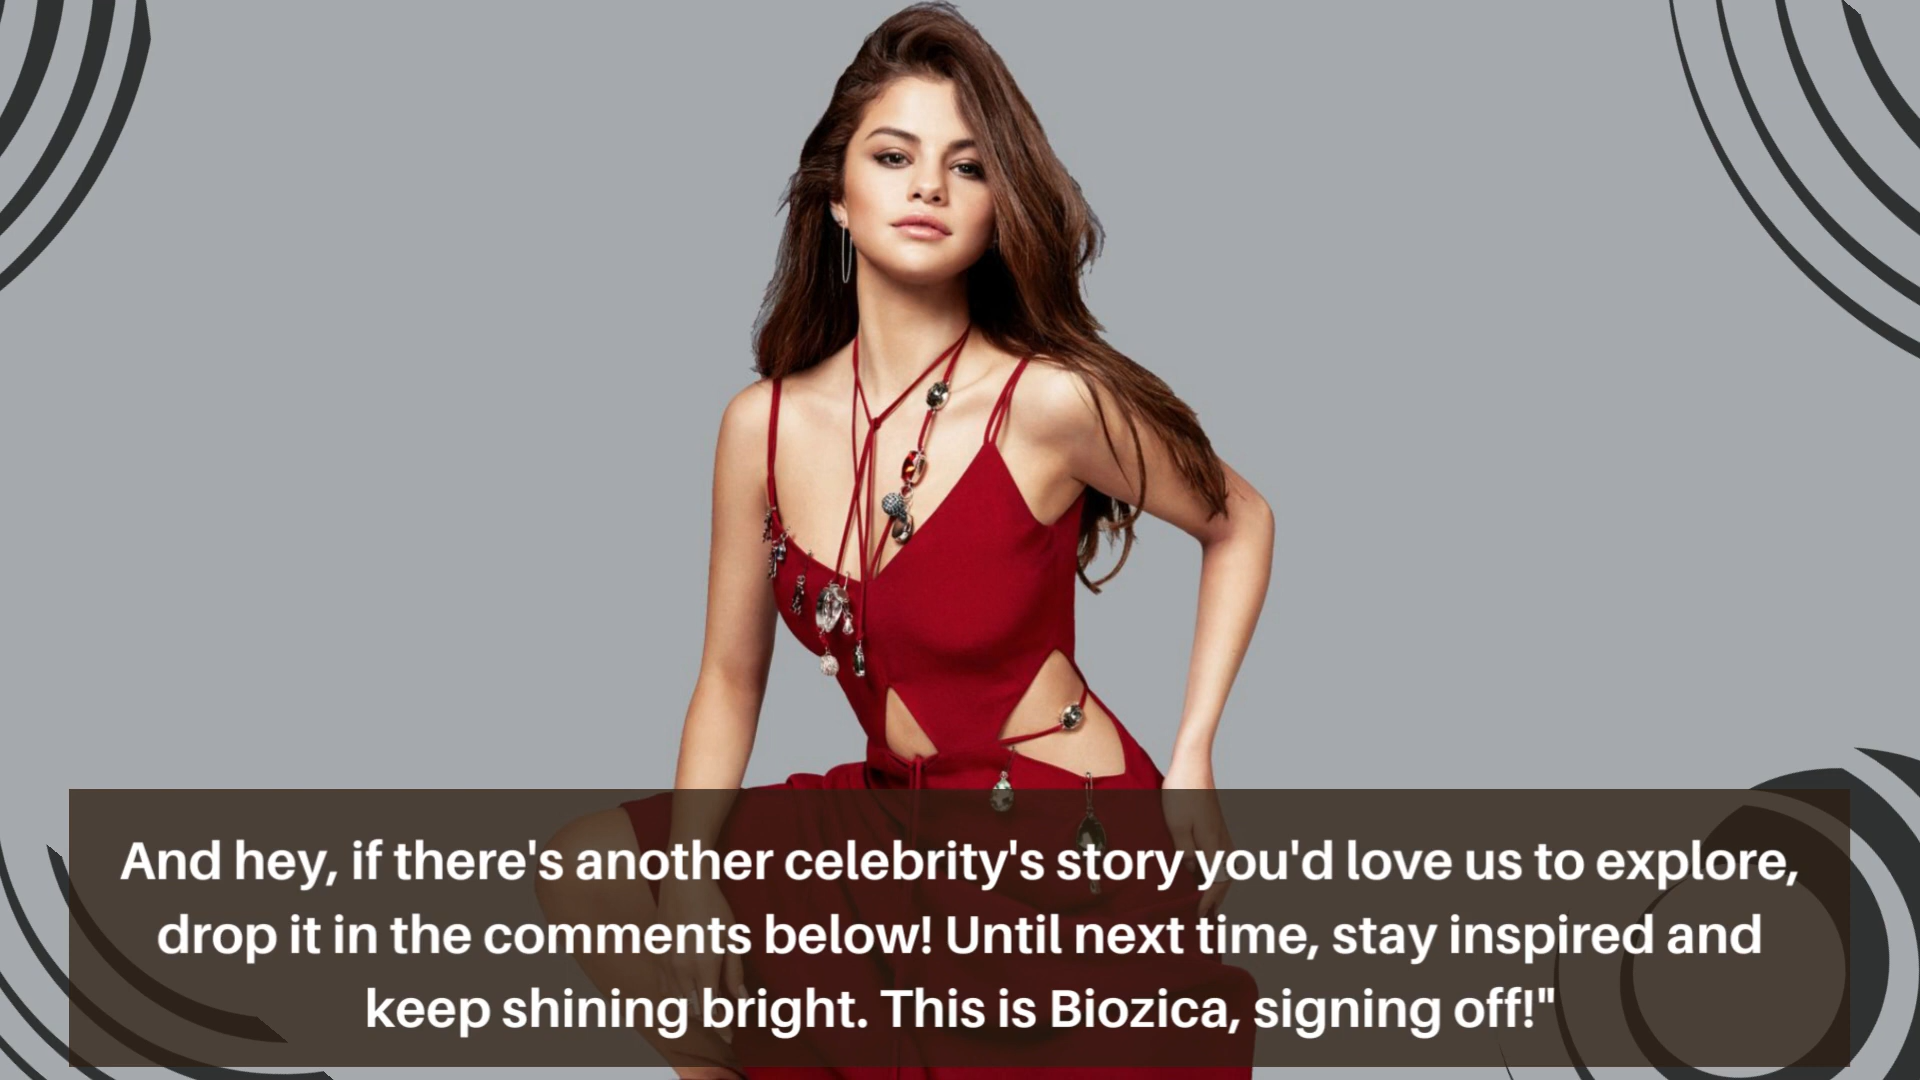 And hey, if there's another celebrity's story you'd love us to explore,
drop it in the comments below! Until next time, stay inspired and
keep shining bright. This is Biozica, signing off!"